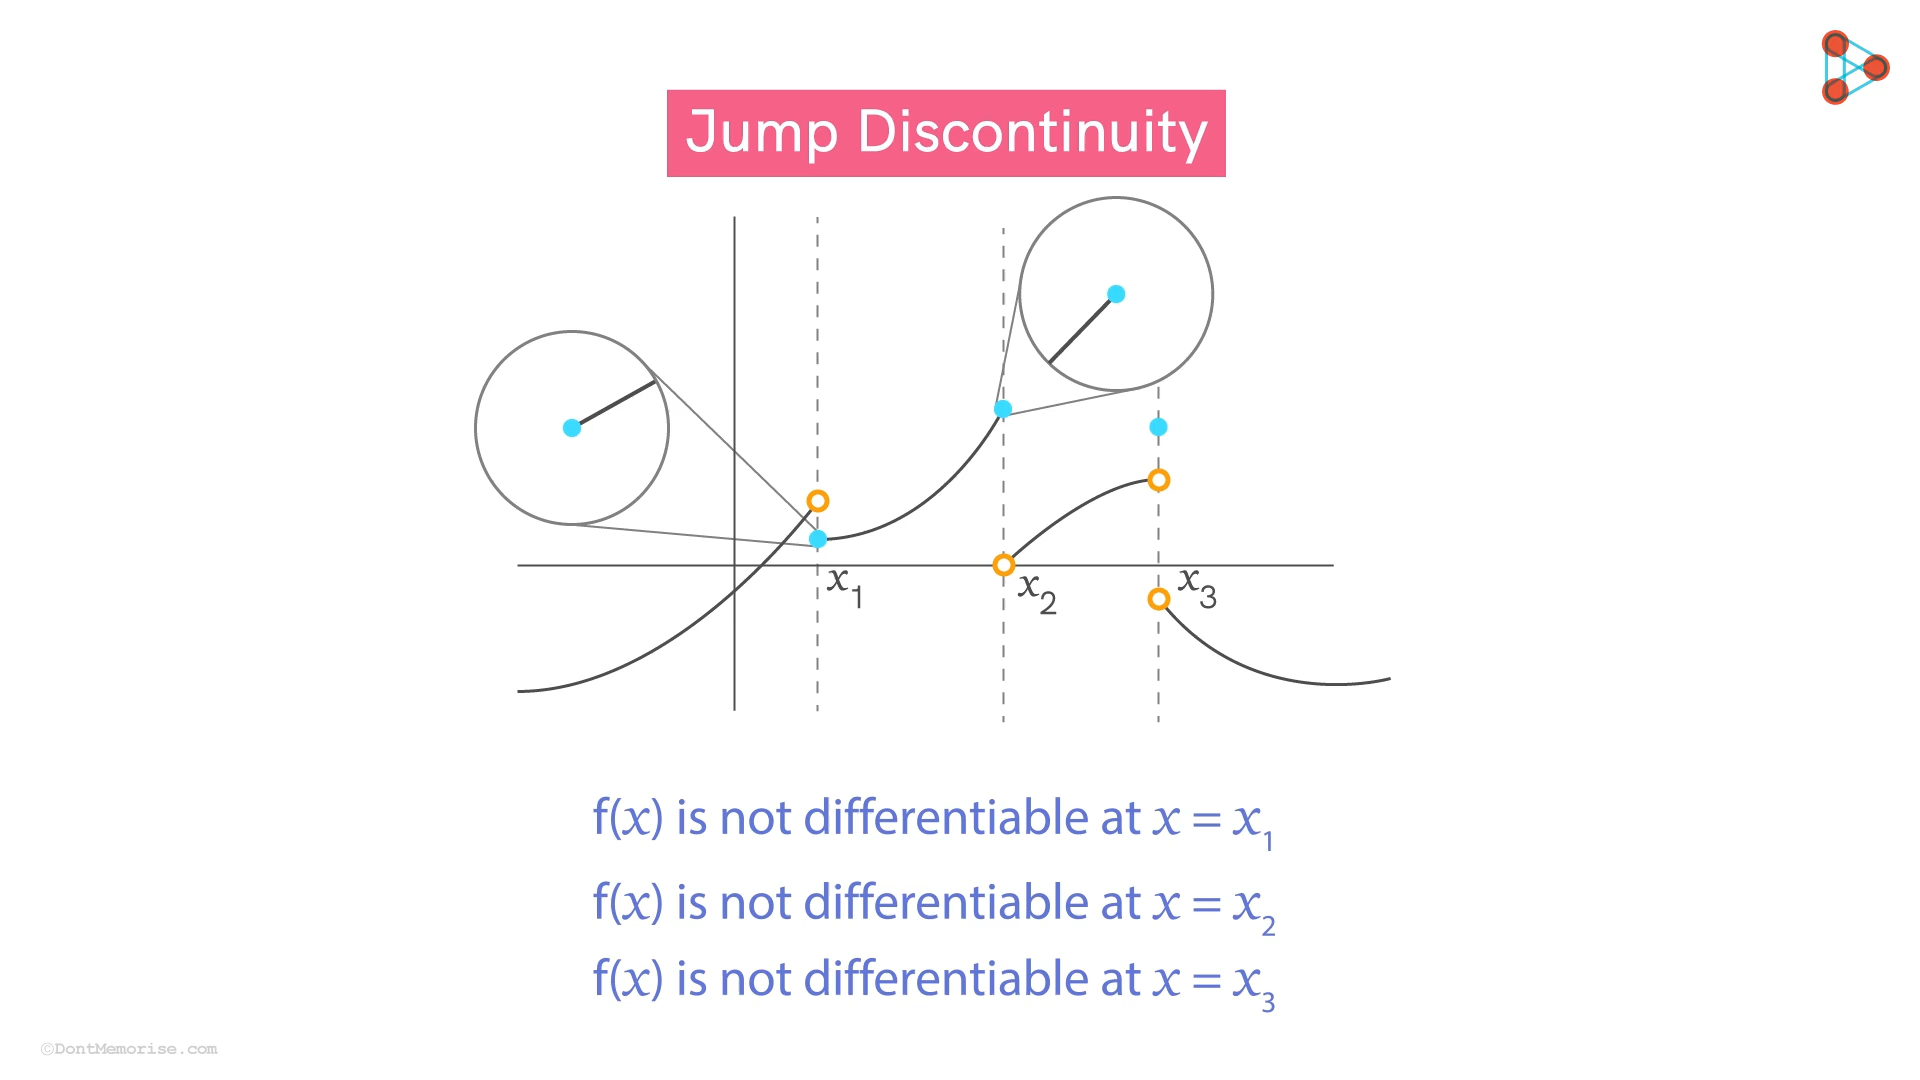 Jump Discontinuity
x₁
x₂
x₃
f(x) is not differentiable at x = x₁
f(x) is not differentiable at x = x₂
f(x) is not differentiable at x = x₃
©DontMemorise.com